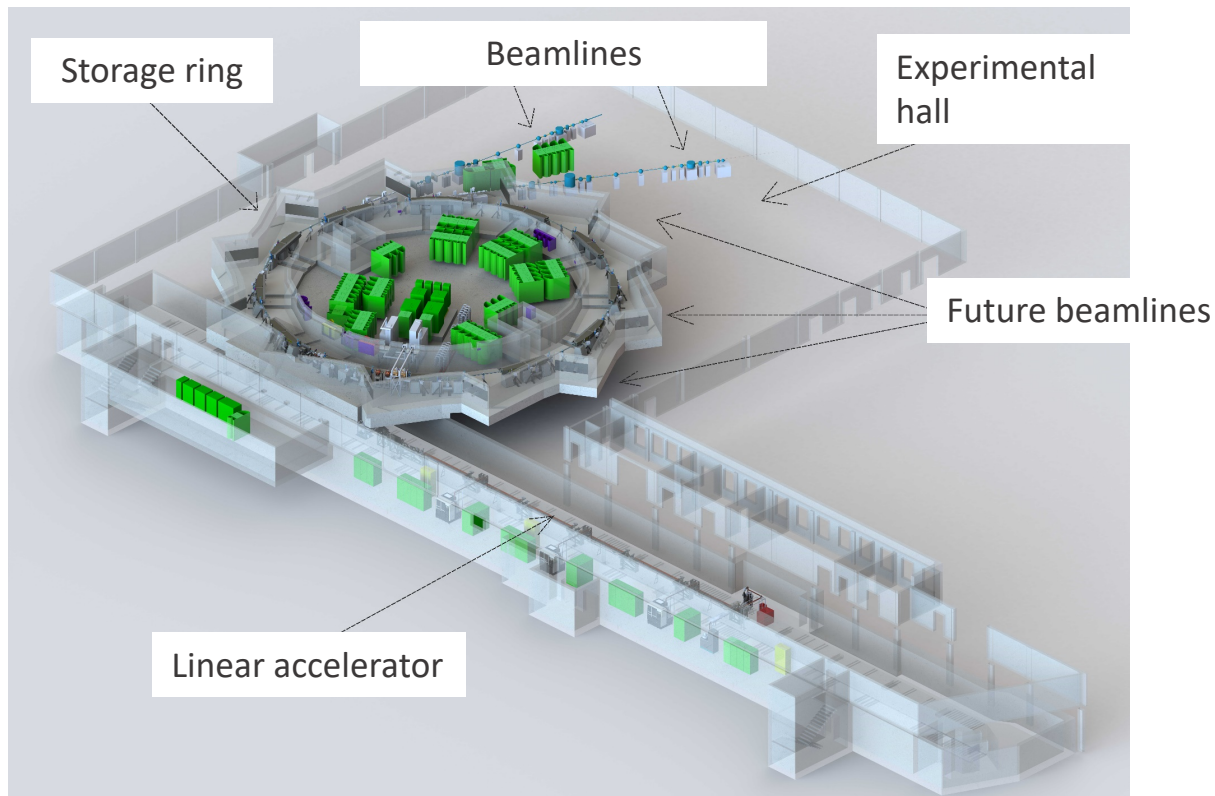 Storage ring
Beamlines
Experimental
hall
Future beamlines
Linear accelerator